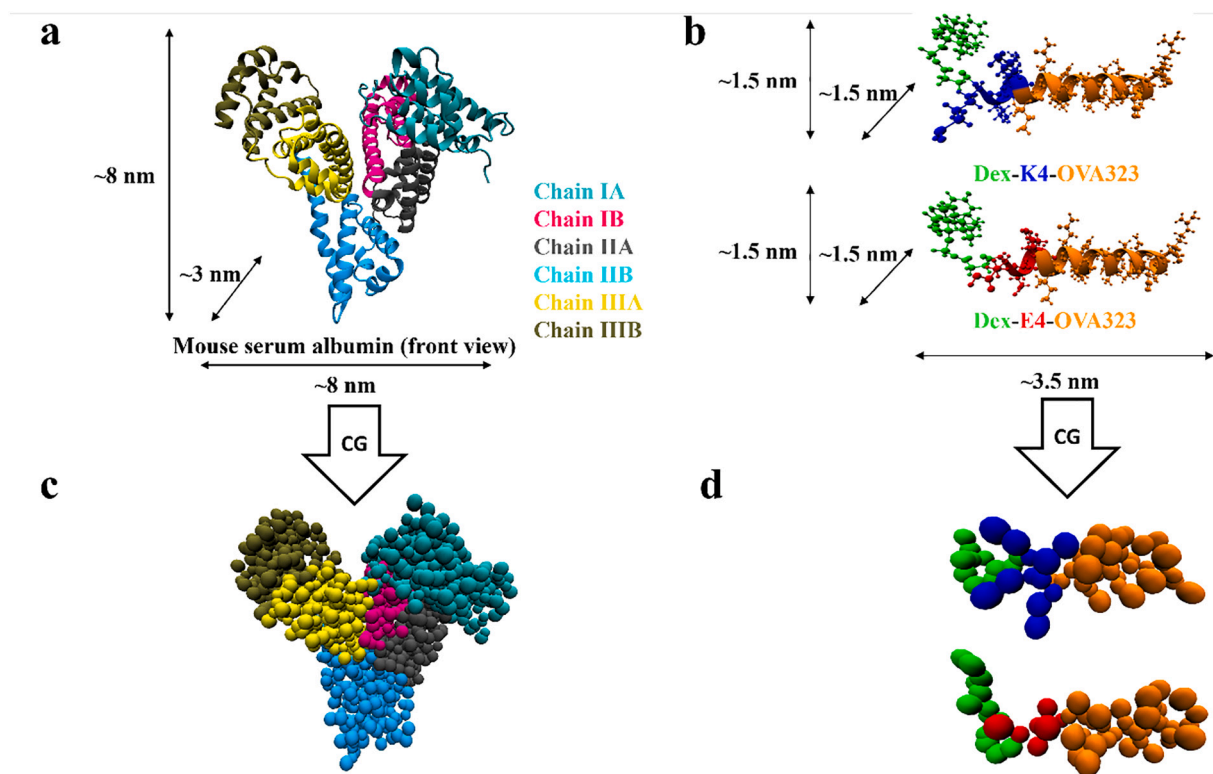 a
~8 nm
~3 nm
Chain IA
Chain IB
Chain IIA
Chain IIB
Chain IIIA
Chain IIIB
Mouse serum albumin (front view)
~8 nm
CG
b
~1.5 nm
~1.5 nm
Dex-K4-OVA323
~1.5 nm
~1.5 nm
Dex-E4-OVA323
~3.5 nm
CG
c
d